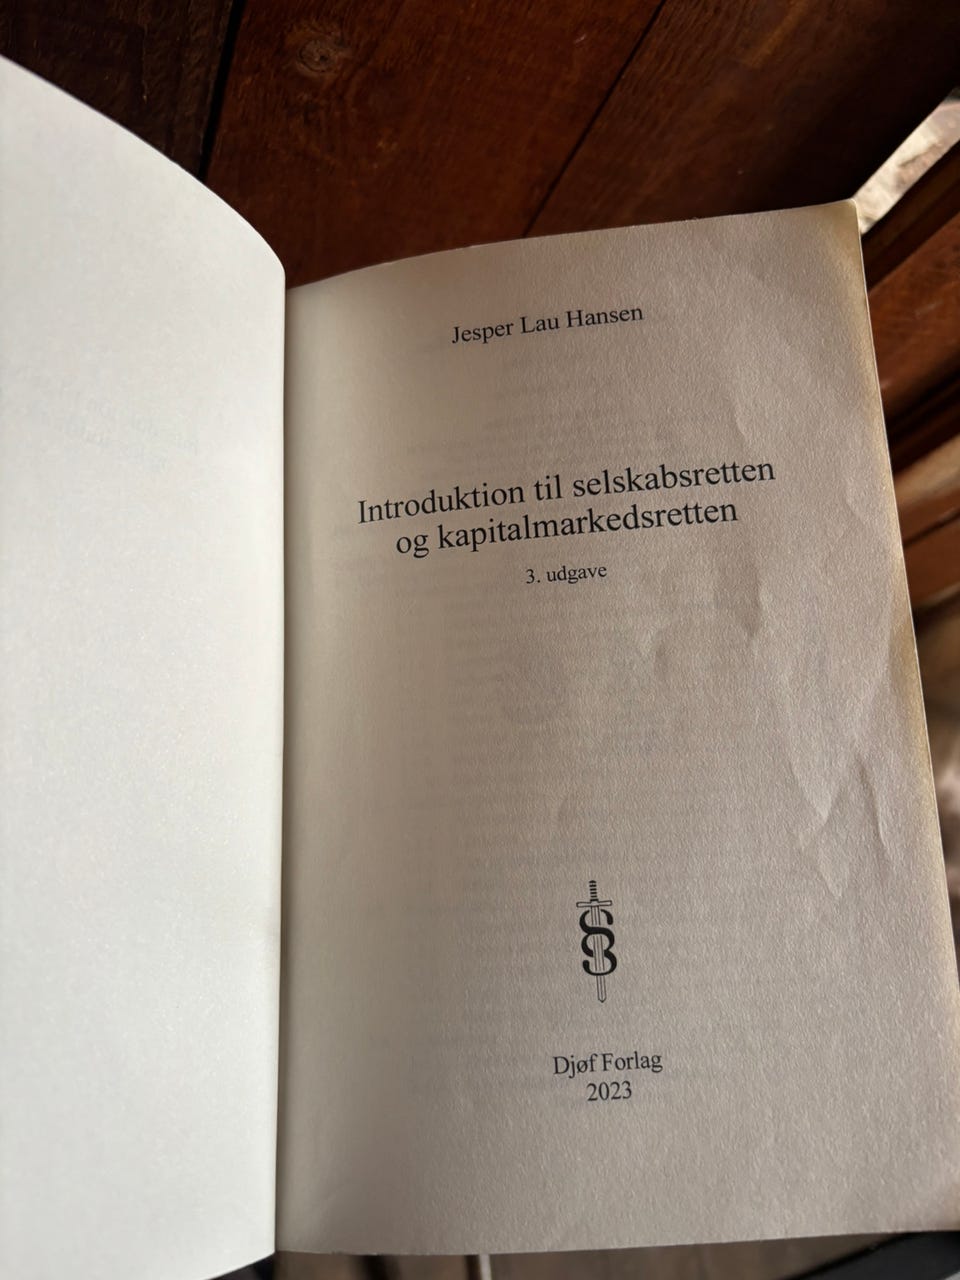 Jesper Lau Hansen
Introduktion til selskabsretten
og kapitalmarkedsretten
3. udgave
Djøf Forlag
2023